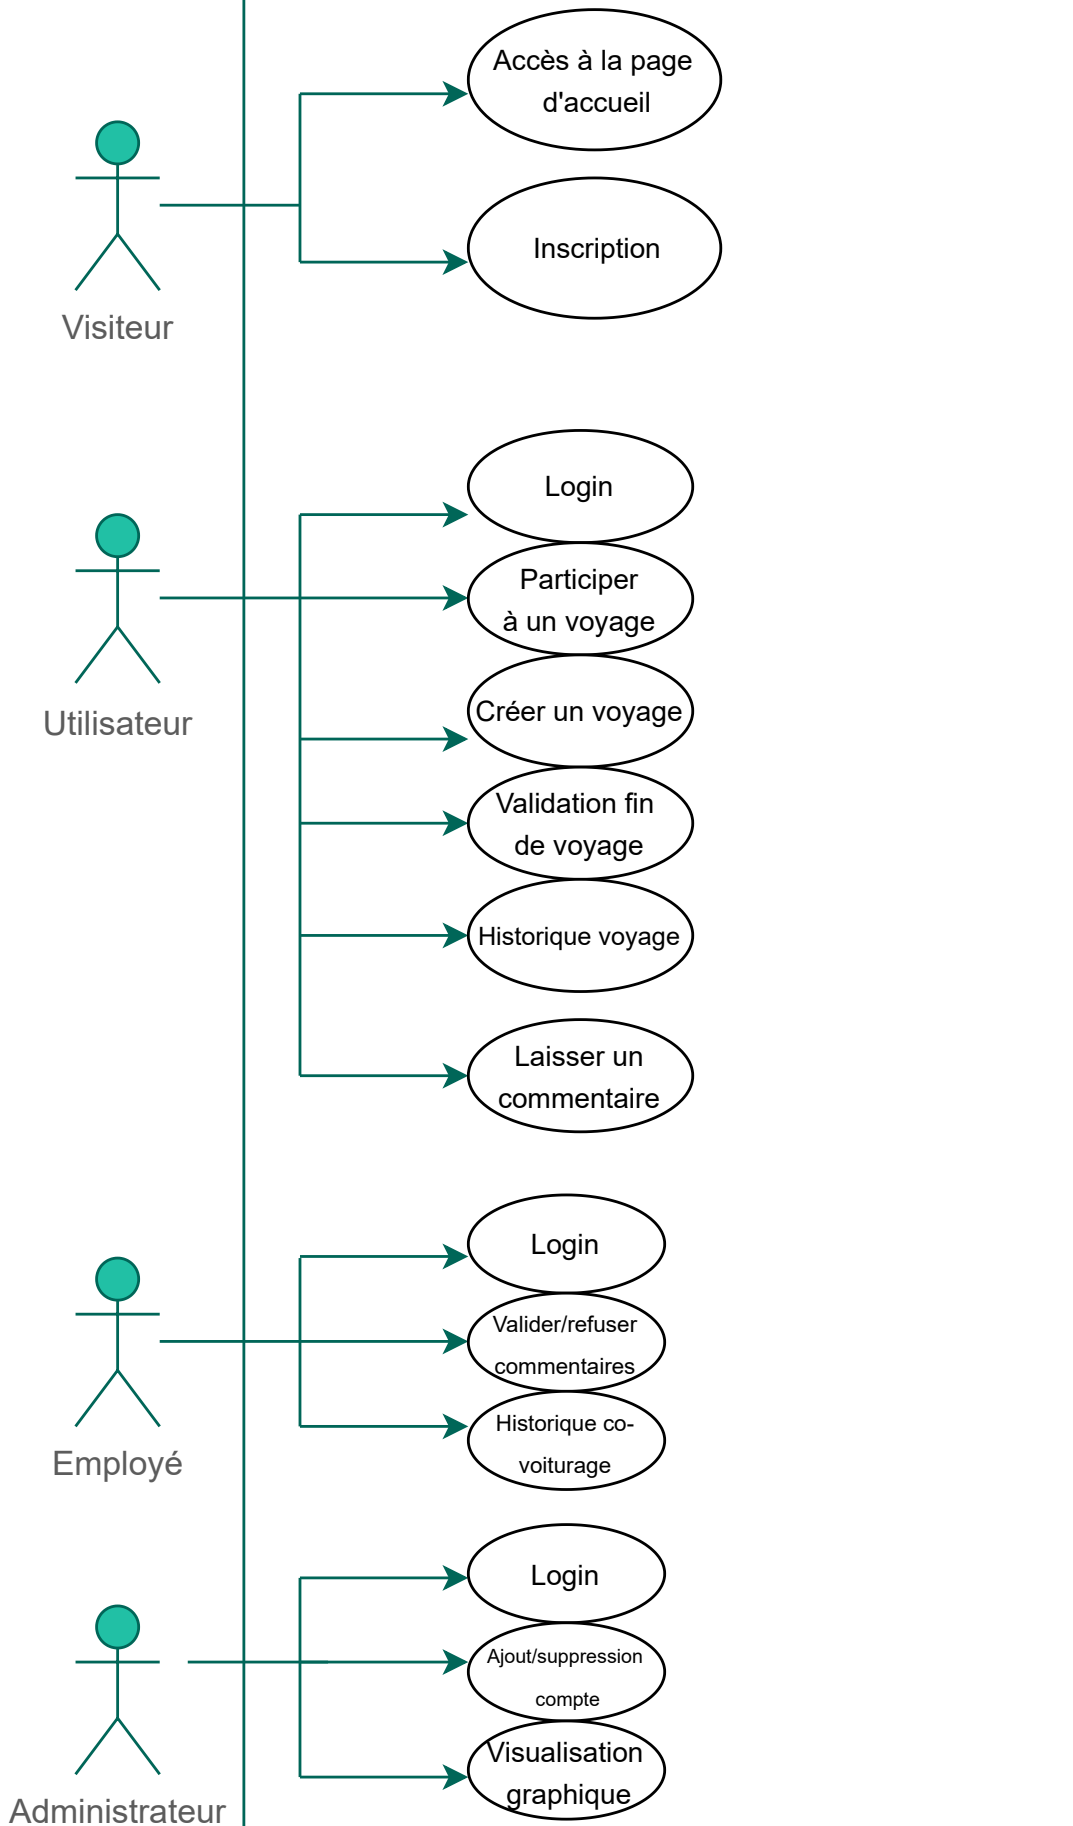 Accès à la page
d'accueil
Inscription
Visiteur
Login
Participer
à un voyage
Créer un voyage
Validation fin
de voyage
Historique voyage
Laisser un
commentaire
Utilisateur
Login
Valider/refuser
commentaires
Historique co-
voiturage
Employé
Login
Ajout/suppression
compte
Visualisation
graphique
Administrateur